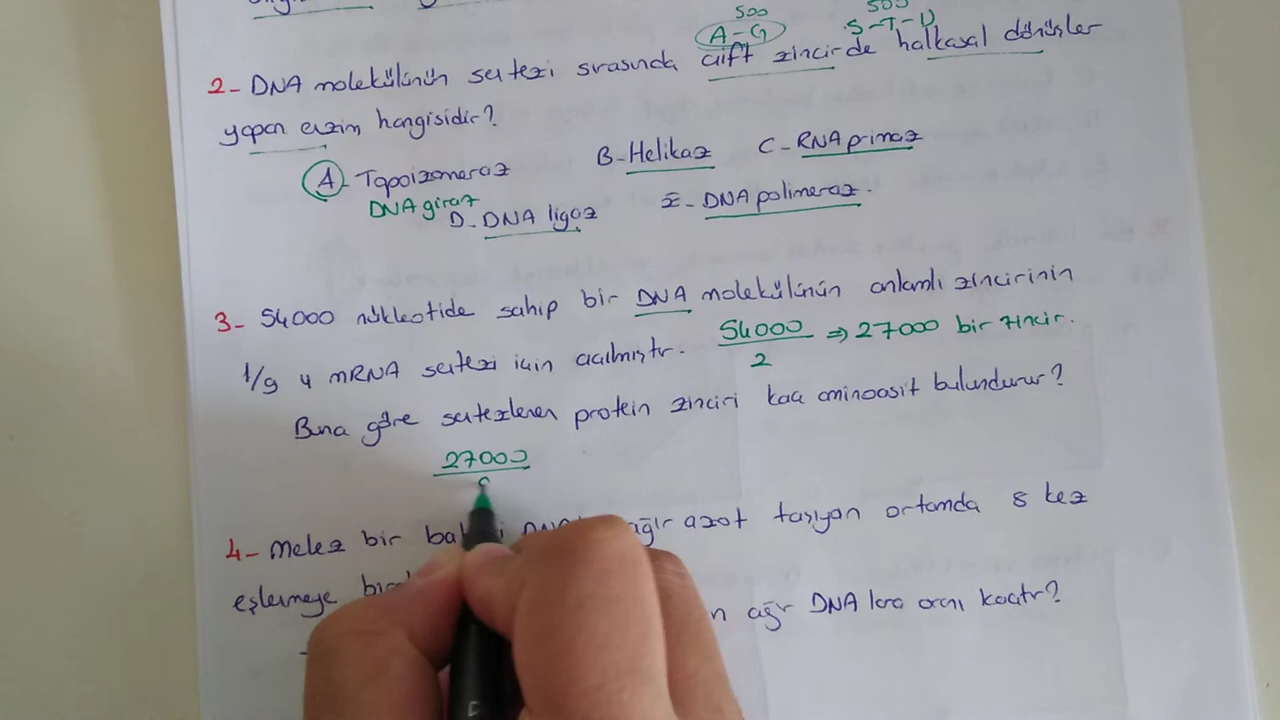 500 500
A-G S-T-U
2- DNA molekülünün sentezi sırasında çift zincirde halkasal dönüşler
yapan enzim hangisidir?
A- Topoizomeraz B-Helikaz C-RNA primaz
DNA giraz
D-DNA ligaz E-DNA polimeraz.
3- 54000 nükleotide sahip bir DNA molekülünün anlamlı zincirinin
1/9 u mRNA sentezi için açılmıştır. 54000/2 ⇒ 27000 bir zincir.
Buna göre sentezlenen protein zinciri kaç aminoasit bulundurur?
27000
4- Melez bir azot taşıyan ortamda 8 kez
eşlenmeye ağır DNA lara oranı kaçtır?